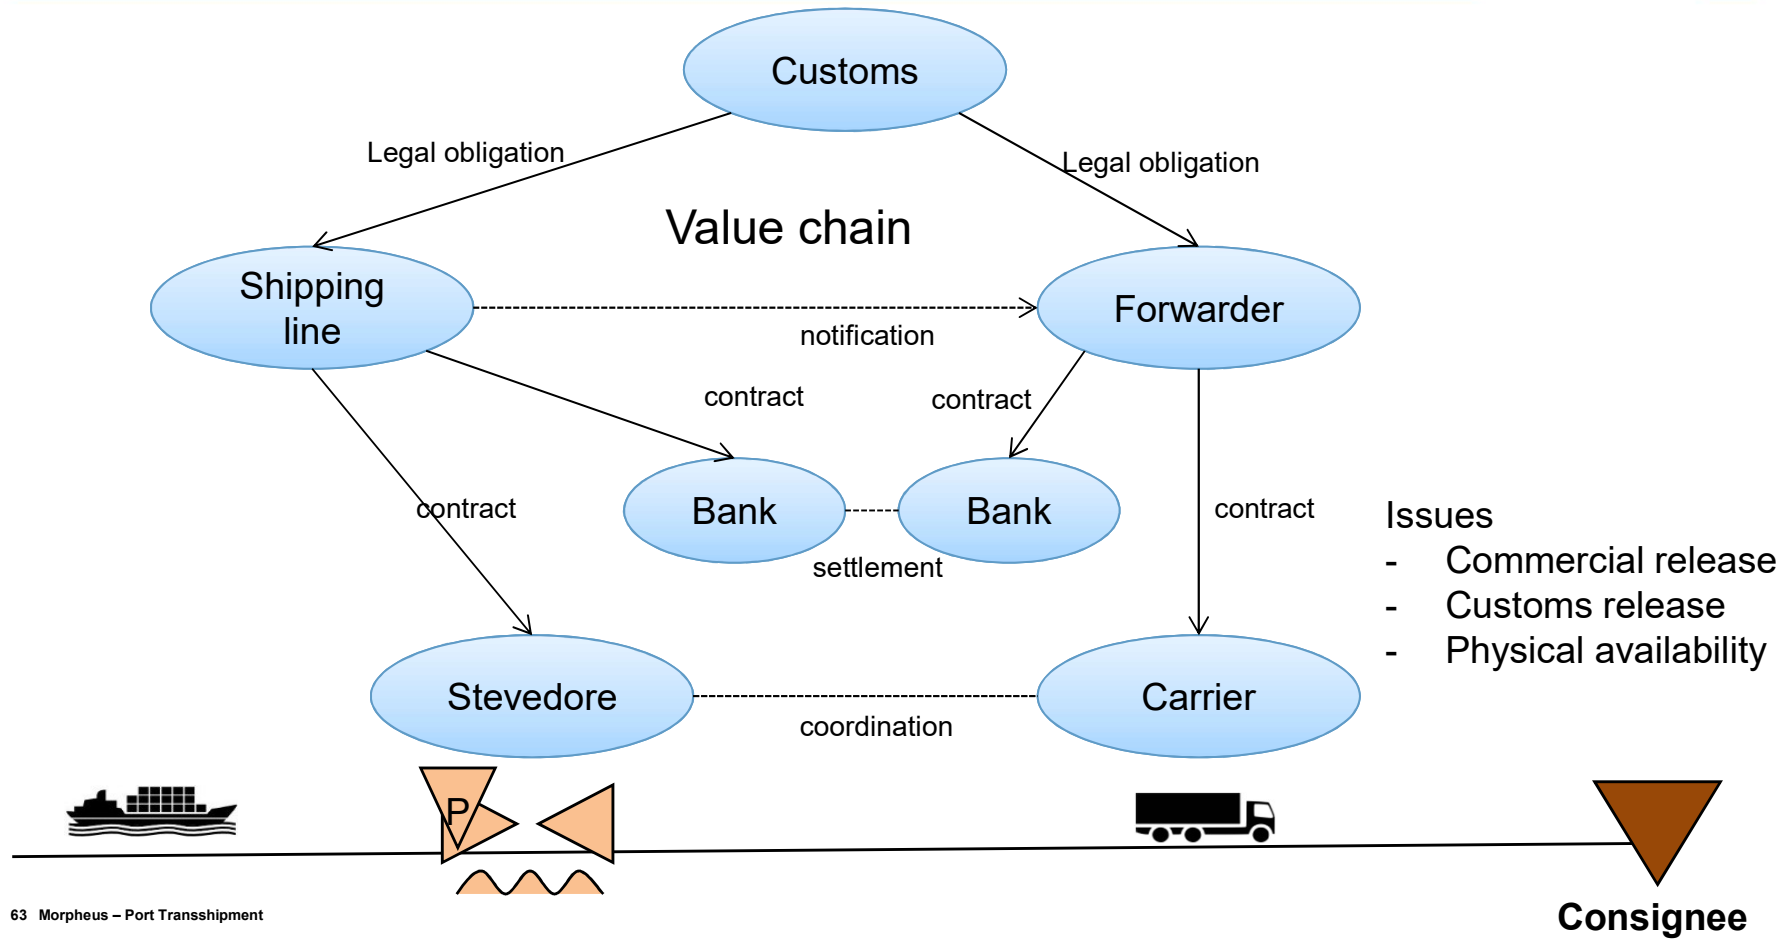 Customs
Legal obligation
Legal obligation
Value chain
Shipping
line
Forwarder
notification
contract
contract
Bank
Bank
contract
contract
settlement
Issues
- Commercial release
- Customs release
- Physical availability
Stevedore
Carrier
coordination
P
63 Morpheus – Port Transshipment
Consignee